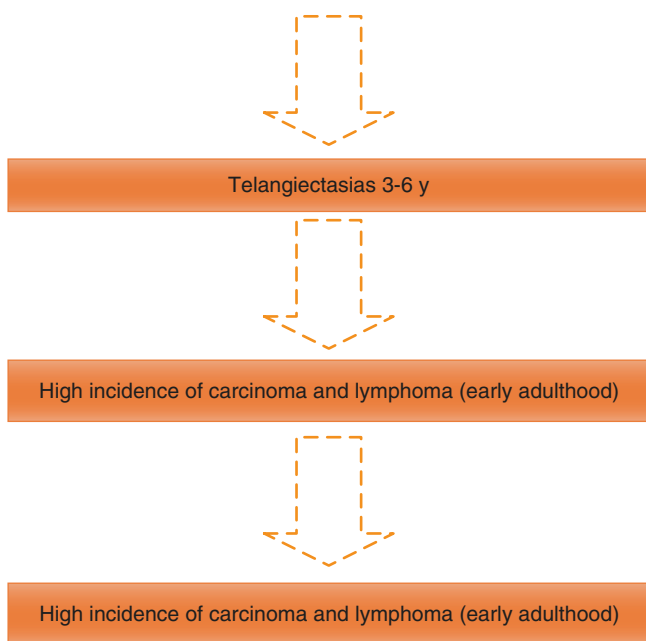 Telangiectasias 3-6 y
High incidence of carcinoma and lymphoma (early adulthood)
High incidence of carcinoma and lymphoma (early adulthood)